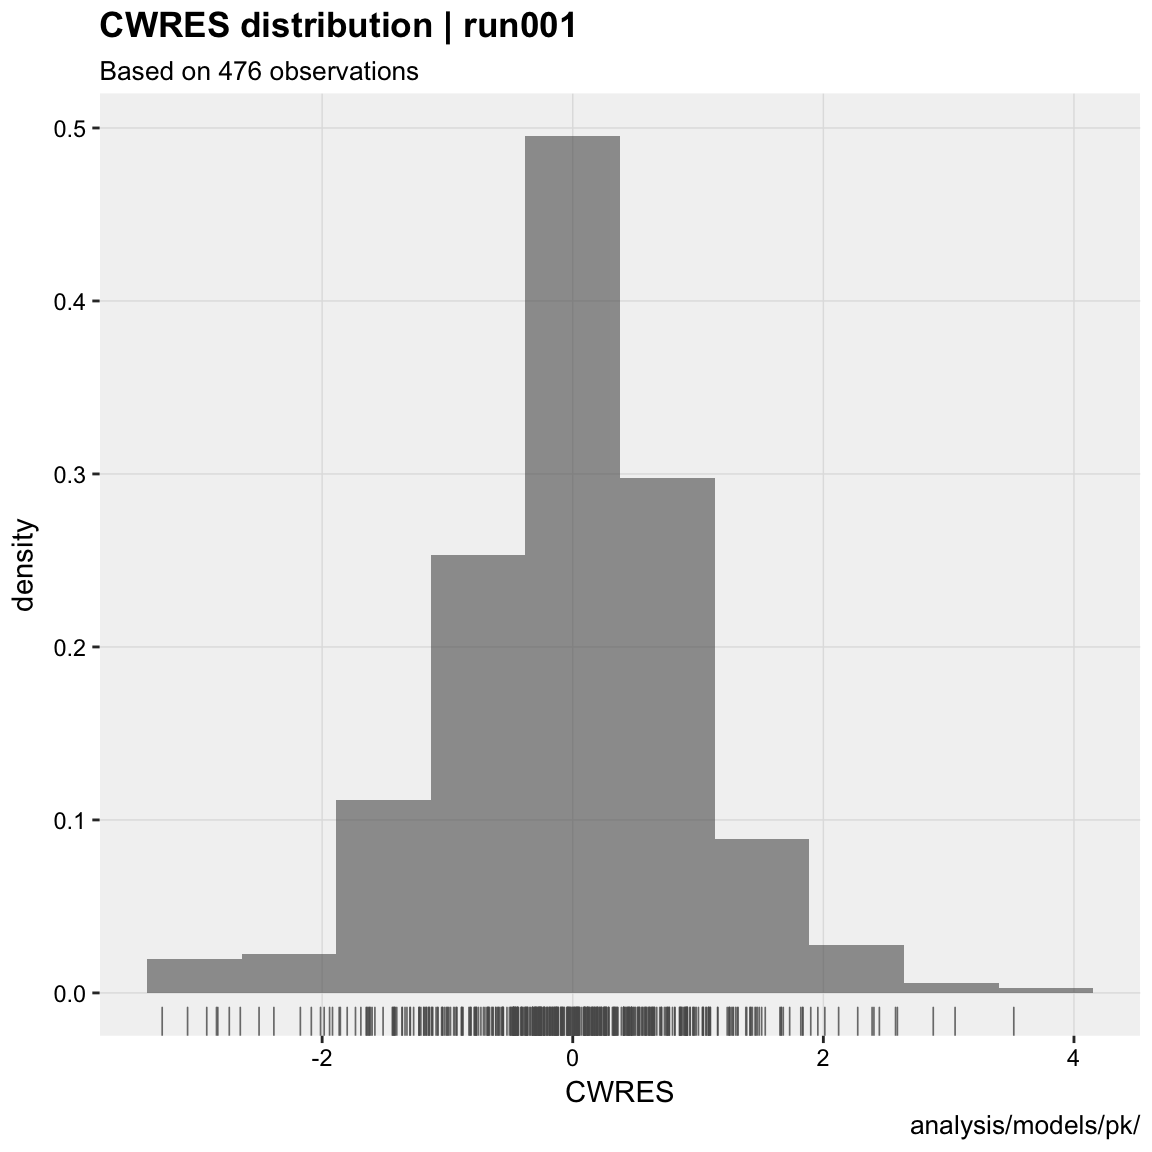 CWRES distribution | run001
Based on 476 observations
0.5
0.4
0.3
0.2
0.1
0.0
density
-2
0
2
4
CWRES
analysis/models/pk/